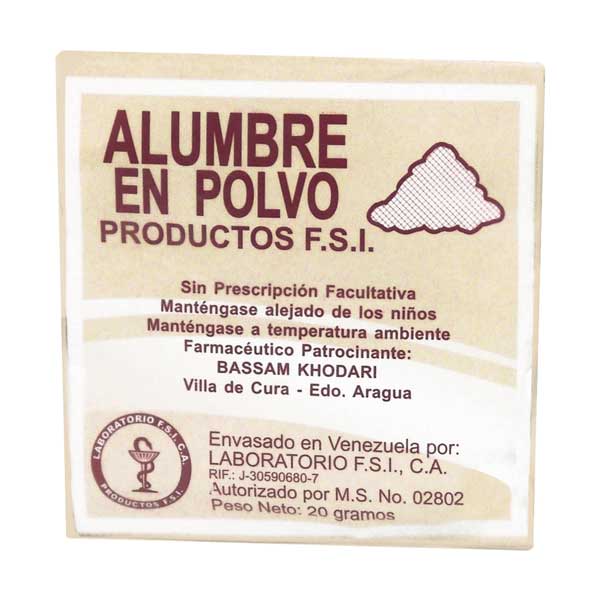 ALUMBRE
EN POLVO
PRODUCTOS F.S.I.
Sin Prescripción Facultativa
Manténgase alejado de los niños
Manténgase a temperatura ambiente
Farmacéutico Patrocinante:
BASSAM KHODARI
Villa de Cura - Edo. Aragua
LABORATORIO F.S.I., C.A.
PRODUCTOS F.S.I.
Envasado en Venezuela por:
LABORATORIO F.S.I., C.A.
RIF.: J-30590680-7
Autorizado por M.S. No. 02802
Peso Neto: 20 gramos